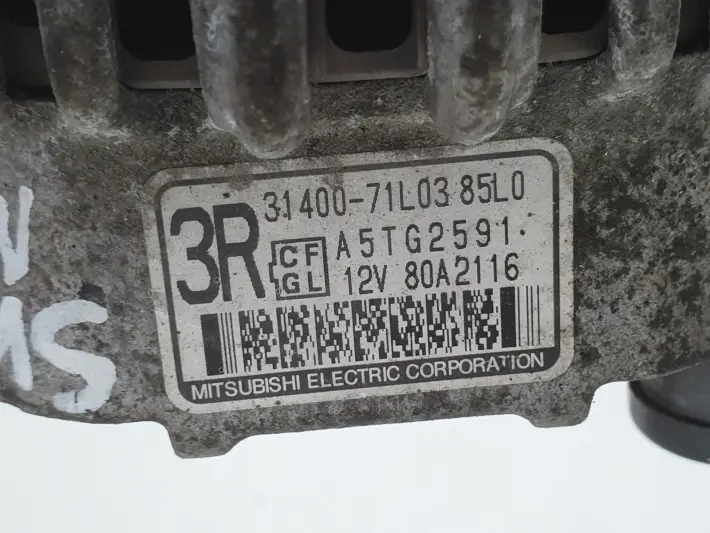 3R
31400-71L03 85L0
CF
GL
A5TG2591
12V 80A2116
MITSUBISHI ELECTRIC CORPORATION